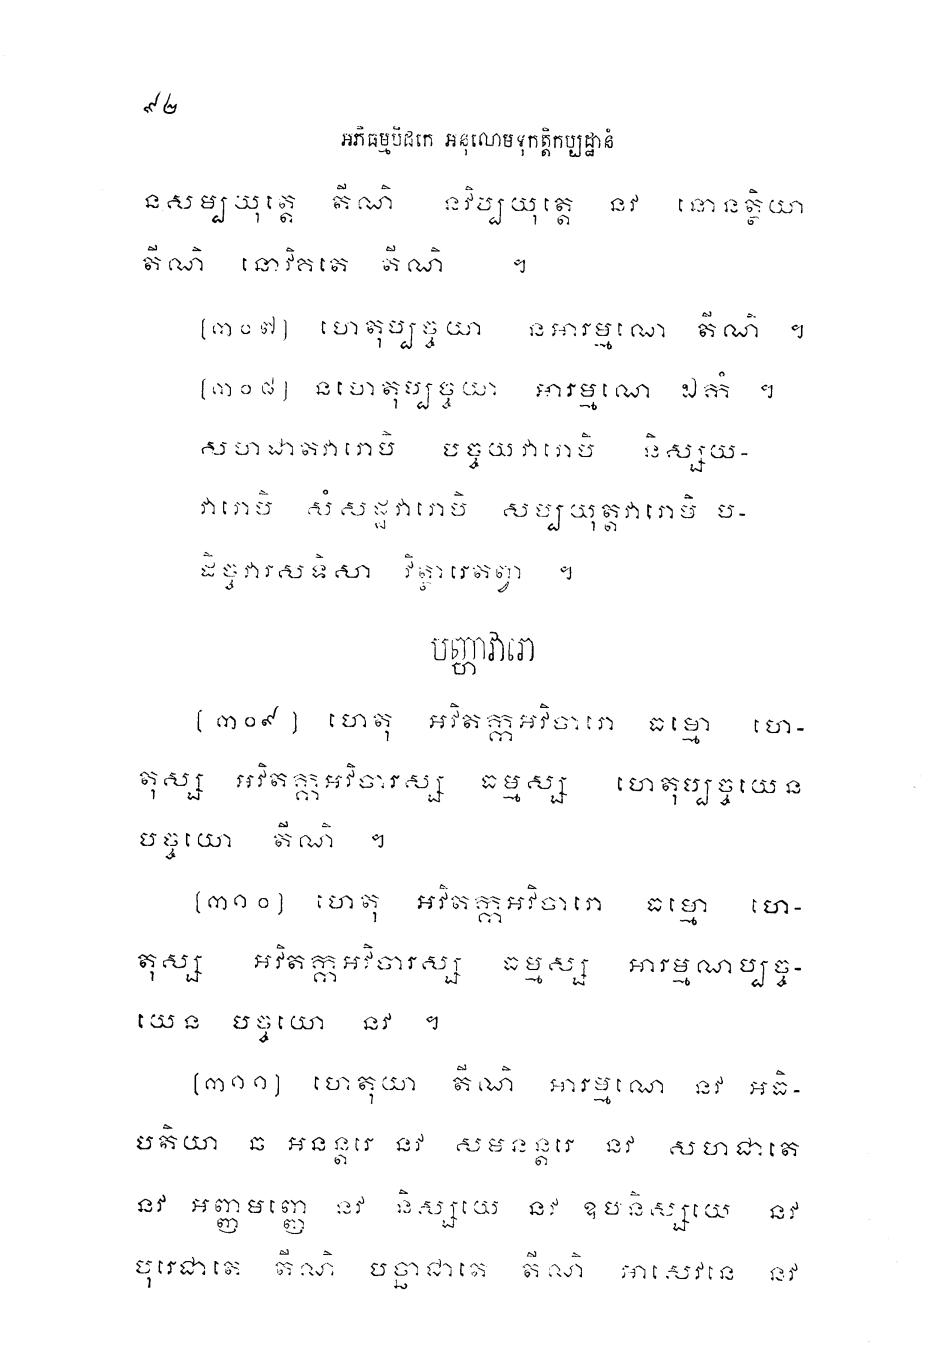 ៩២
អភិធម្មបិដកេ អនុលោមទុកត្តិកប្បដ្ឋានំ
នសម្បយុត្តេ តីណិ នវិប្បយុត្តេ នវ នោនត្ថិយា
តីណិ នោវិគតេ តីណិ ។
[៣០៧] ហេតុប្បច្ចយា នអារម្មណេ តីណិ ។
[៣០៨] នហេតុប្បច្ចយា អារម្មណេ ឯកំ ។
សហជាតវារោបិ បច្ចយវារោបិ និស្សយ-
វារោបិ សំសដ្ឋវារោបិ សម្បយុត្តវារោបិ ប-
ដិច្ចវារសទិសា វិត្ថារេតព្វា ។
បញ្ហាវារោ
[៣០៩] ហេតុ អវិតក្កអវិចារោ ធម្មោ ហេ-
តុស្ស អវិតក្កអវិចារស្ស ធម្មស្ស ហេតុប្បច្ចយេន
បច្ចយោ តីណិ ។
[៣១០] ហេតុ អវិតក្កអវិចារោ ធម្មោ ហេ-
តុស្ស អវិតក្កអវិចារស្ស ធម្មស្ស អារម្មណប្បច្ច-
យេន បច្ចយោ នវ ។
[៣១១] ហេតុយា តីណិ អារម្មណេ នវ អធិ-
បតិយា ឆ អនន្តរេ នវ សមនន្តរេ នវ សហជាតេ
នវ អញ្ញមញ្ញេ នវ និស្សយេ នវ ឧបនិស្សយេ នវ
បុរេជាតេ តីណិ បច្ឆាជាតេ តីណិ អាសេវនេ នវ